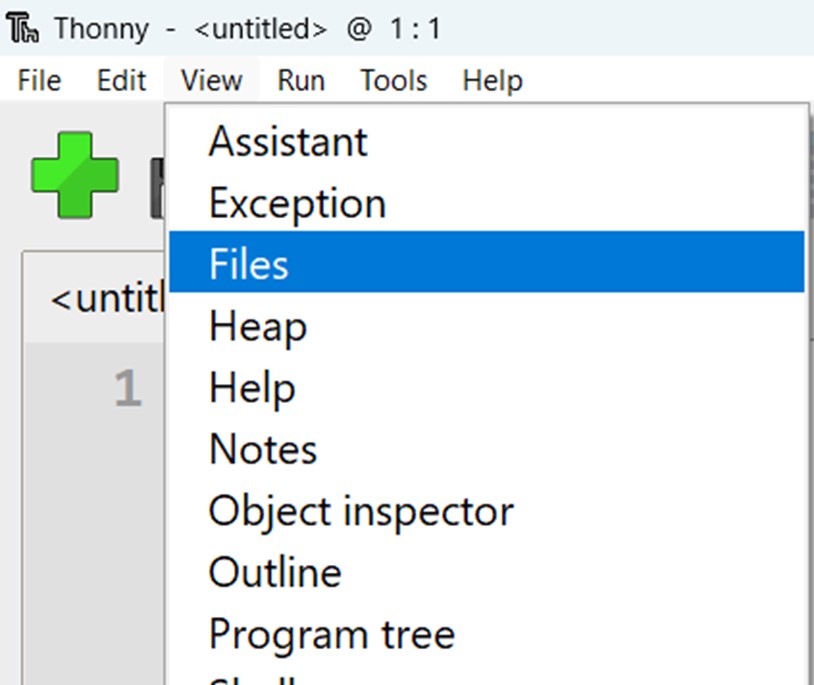 Thonny - <untitled> @ 1 : 1
File Edit View Run Tools Help
Assistant
Exception
Files
<untitl
Heap
1
Help
Notes
Object inspector
Outline
Program tree